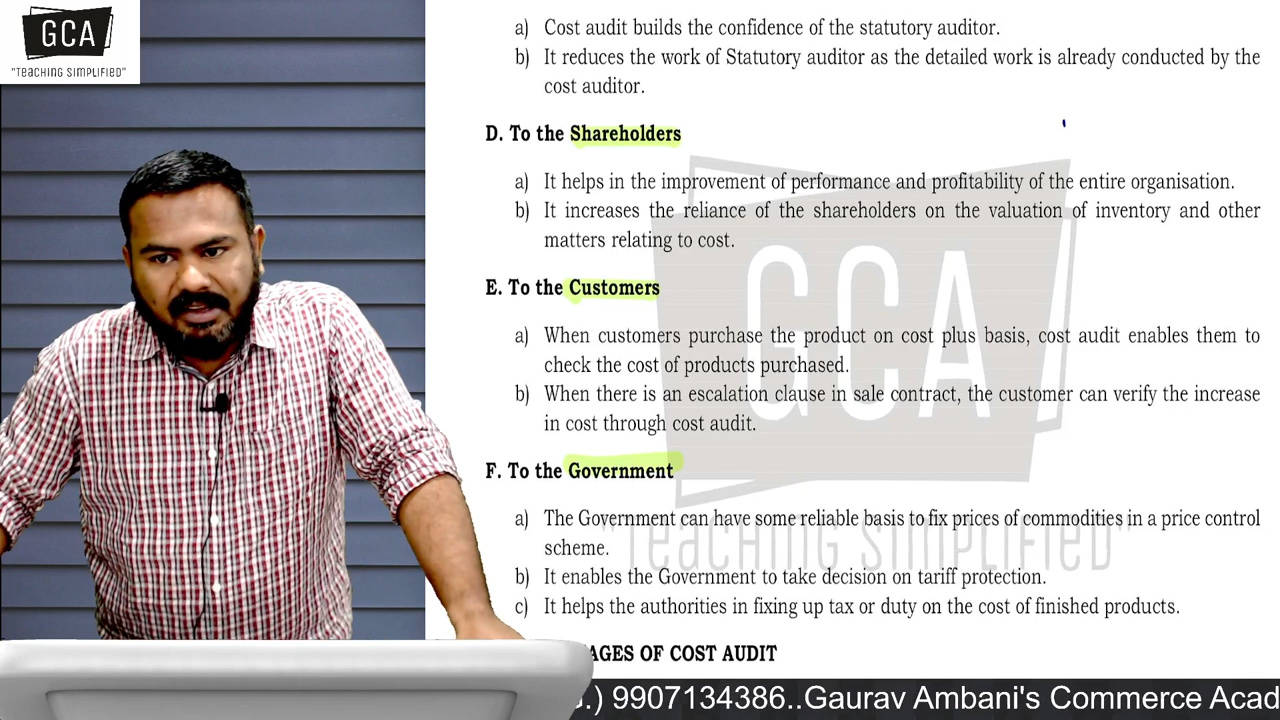 GCA
"TEACHING SIMPLIFIED"
a) Cost audit builds the confidence of the statutory auditor.
b) It reduces the work of Statutory auditor as the detailed work is already conducted by the
cost auditor.
D. To the Shareholders
a) It helps in the improvement of performance and profitability of the entire organisation.
b) It increases the reliance of the shareholders on the valuation of inventory and other
matters relating to cost.
E. To the Customers
a) When customers purchase the product on cost plus basis, cost audit enables them to
check the cost of products purchased.
b) When there is an escalation clause in sale contract, the customer can verify the increase
in cost through cost audit.
F. To the Government
a) The Government can have some reliable basis to fix prices of commodities in a price control
scheme.
b) It enables the Government to take decision on tariff protection.
c) It helps the authorities in fixing up tax or duty on the cost of finished products.
AGES OF COST AUDIT
GCA
"TEACHING SIMPLIFIED"
.) 9907134386..Gaurav Ambani's Commerce Acad